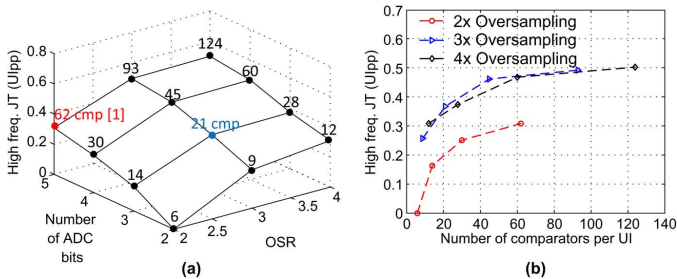 0.8
0.6
0.4
0.2
0
High freq. JT (UIpp)
124
93
60
45
62 cmp [1]
21 cmp
28
30
12
14
9
6
5
4
3
2
2
2.5
3
3.5
4
Number
of ADC
bits
OSR
(a)
0.7
0.6
0.5
0.4
0.3
0.2
0.1
0
High freq. JT (UIpp)
2x Oversampling
3x Oversampling
4x Oversampling
0 20 40 60 80 100 120 140
Number of comparators per UI
(b)